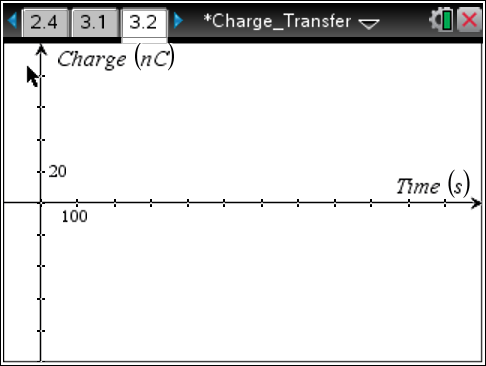 2.4 3.1 3.2 *Charge_Transfer
Charge (nC)
20
Time (s)
100